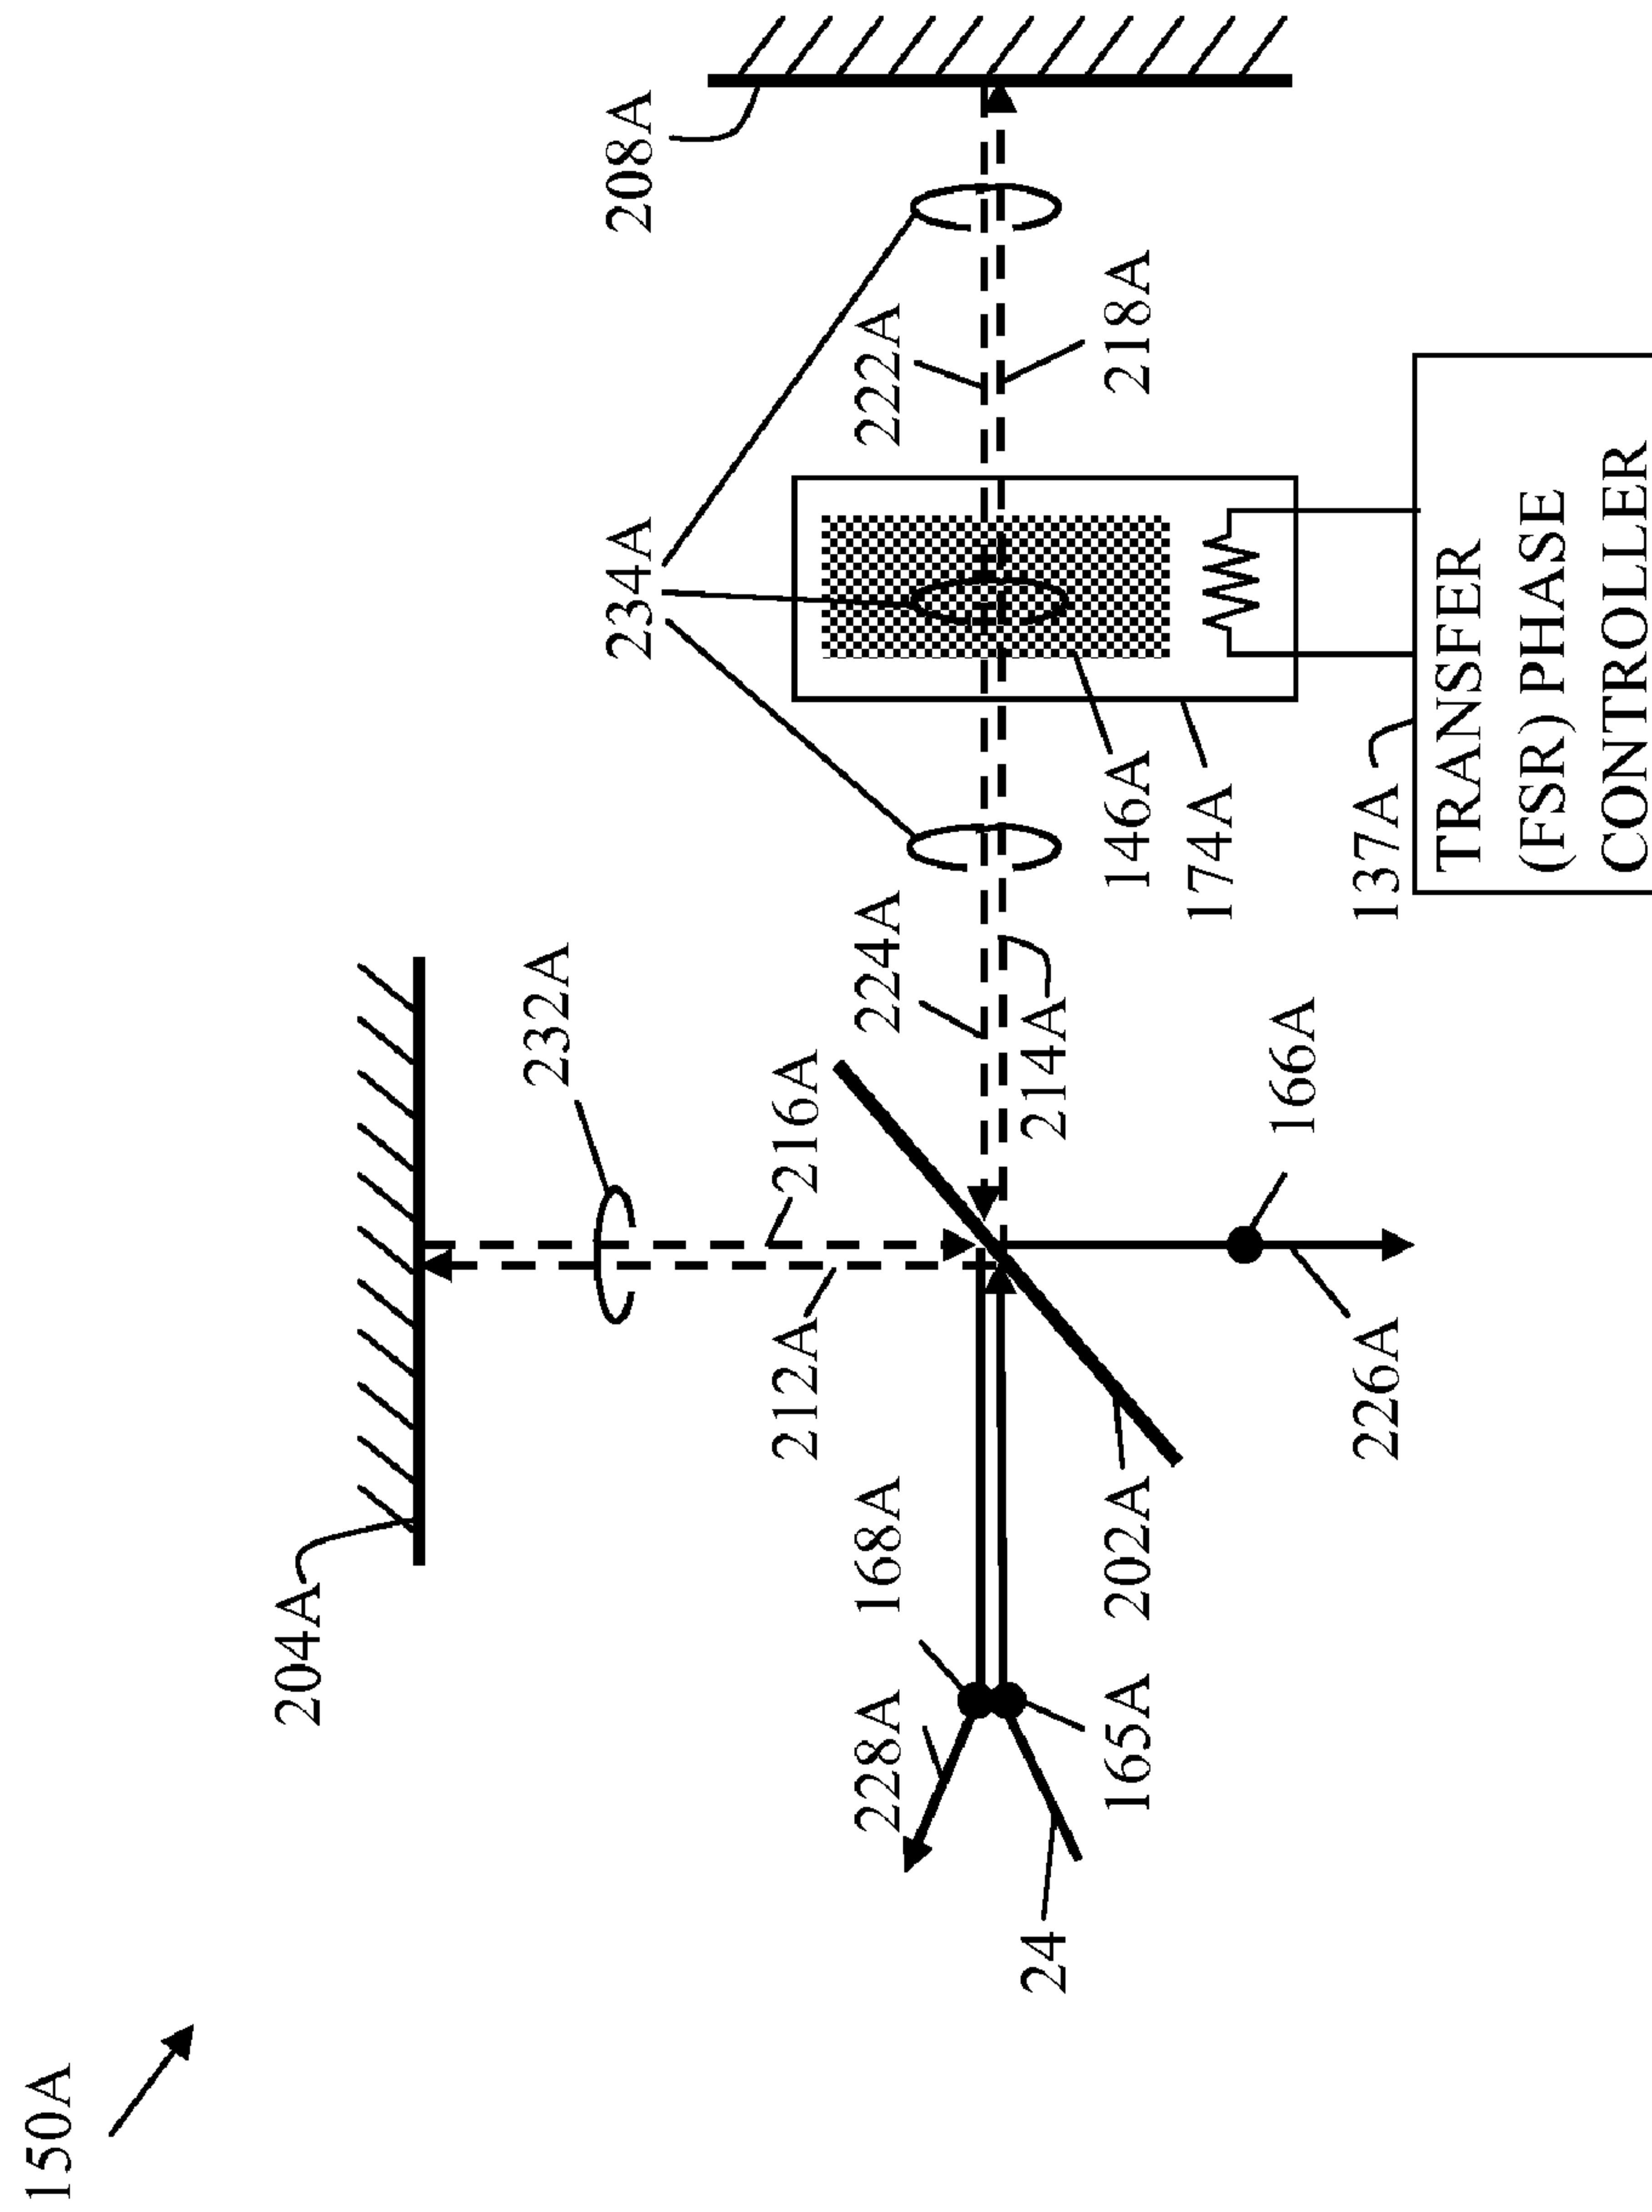 150A
204A
232A
234A
208A
212A
216A
228A
168A
224A
222A
24
214A
165A
202A
146A
218A
174A
166A
226A
137A
TRANSFER
(FSR) PHASE
CONTROLLER